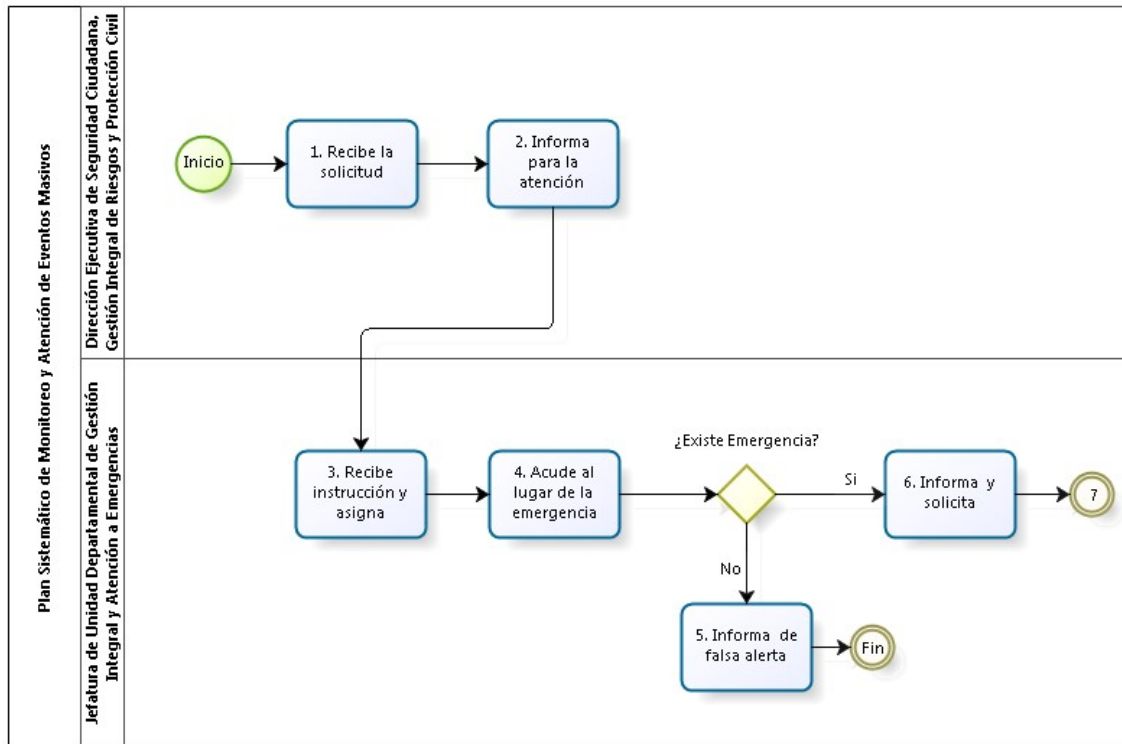 Plan Sistemático de Monitoreo y Atención de Eventos Masivos
Dirección Ejecutiva de Seguridad Ciudadana,
Gestión Integral de Riesgos y Protección Civil
Inicio
1. Recibe la
solicitud
2. Informa
para la
atención
Jefatura de Unidad Departamental de Gestión
Integral y Atención a Emergencias
3. Recibe
instrucción y
asigna
4. Acude al
lugar de la
emergencia
¿Existe Emergencia?
Si
6. Informa y
solicita
7
No
5. Informa de
falsa alerta
Fin